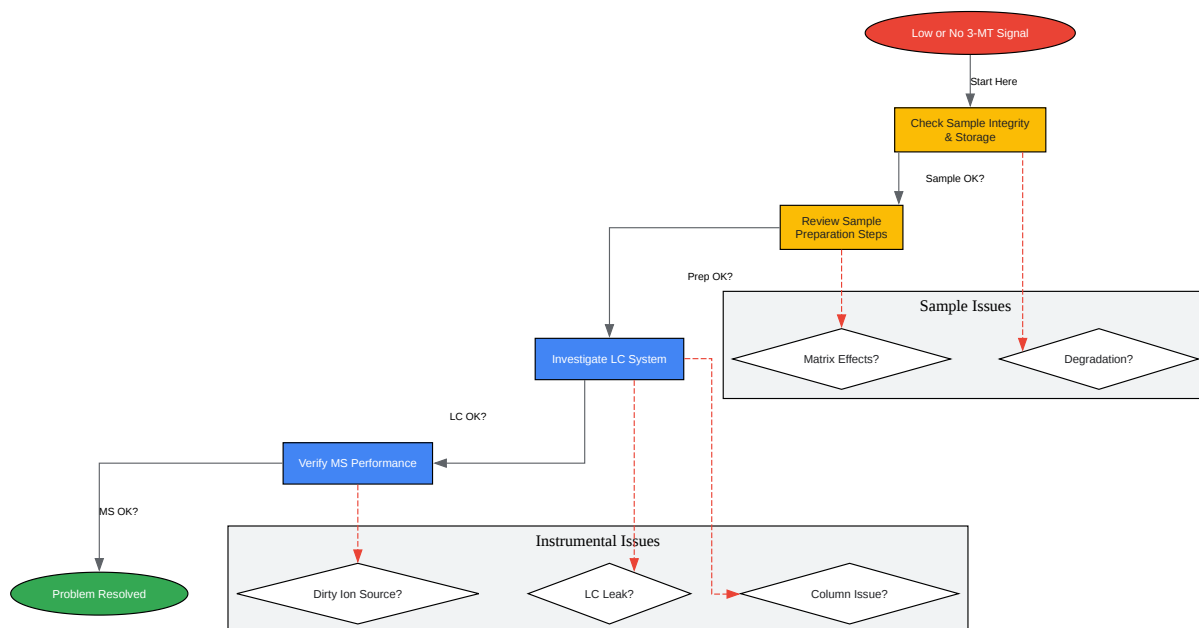 Low or No 3-MT Signal
Start Here
Check Sample Integrity
& Storage
Sample OK?
Review Sample
Preparation Steps
Prep OK?
Sample Issues
Matrix Effects?
Degradation?
Investigate LC System
LC OK?
Verify MS Performance
MS OK?
Instrumental Issues
Problem Resolved
Dirty Ion Source?
LC Leak?
Column Issue?